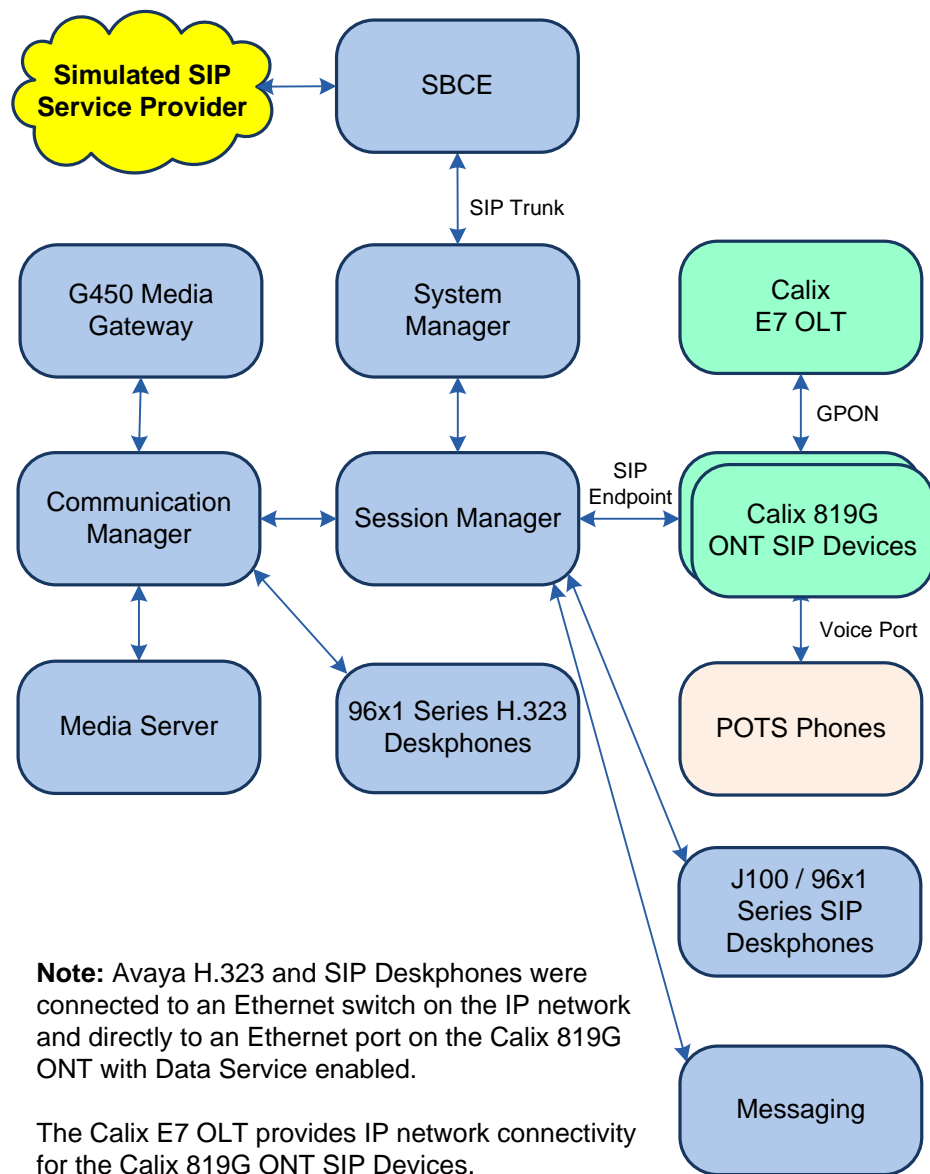 Simulated SIP
Service Provider
SBCE
SIP Trunk
G450 Media
Gateway
System
Manager
Calix
E7 OLT
GPON
Communication
Manager
Session Manager
SIP
Endpoint
Calix 819G
ONT SIP Devices
Voice Port
Media Server
96x1 Series H.323
Deskphones
POTS Phones
J100 / 96x1
Series SIP
Deskphones
Note: Avaya H.323 and SIP Deskphones were
connected to an Ethernet switch on the IP network
and directly to an Ethernet port on the Calix 819G
ONT with Data Service enabled.
Messaging
The Calix E7 OLT provides IP network connectivity
for the Calix 819G ONT SIP Devices.